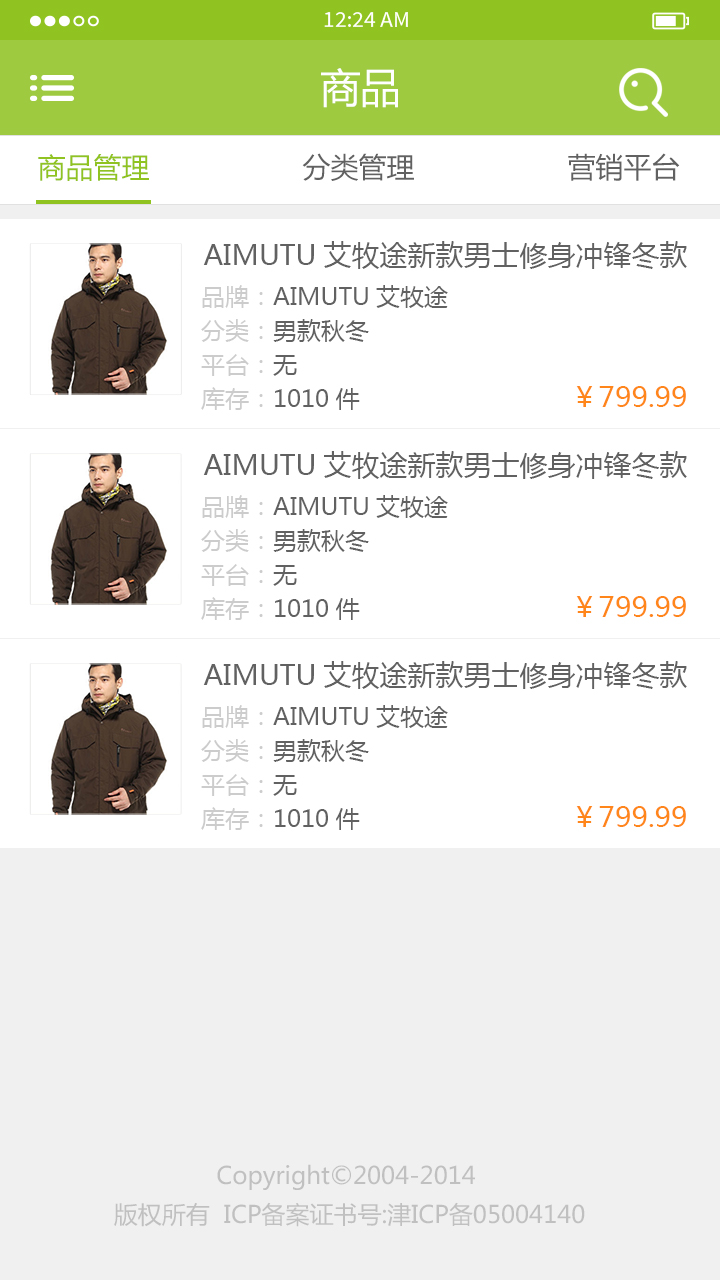 12:24 AM
商品
商品管理 分类管理 营销平台
AIMUTU 艾牧途新款男士修身冲锋冬款
品牌：AIMUTU 艾牧途
分类：男款秋冬
平台：无
库存：1010 件 ¥ 799.99
AIMUTU 艾牧途新款男士修身冲锋冬款
品牌：AIMUTU 艾牧途
分类：男款秋冬
平台：无
库存：1010 件 ¥ 799.99
AIMUTU 艾牧途新款男士修身冲锋冬款
品牌：AIMUTU 艾牧途
分类：男款秋冬
平台：无
库存：1010 件 ¥ 799.99
Copyright©2004-2014
版权所有 ICP备案证书号:津ICP备05004140